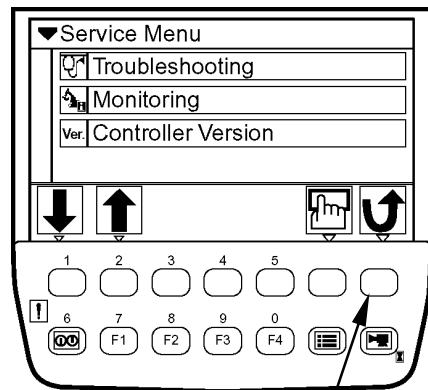 Service Menu
Troubleshooting
Monitoring
Ver. Controller Version
1 2 3 4 5
6 7 8 9 0
F1 F2 F3 F4